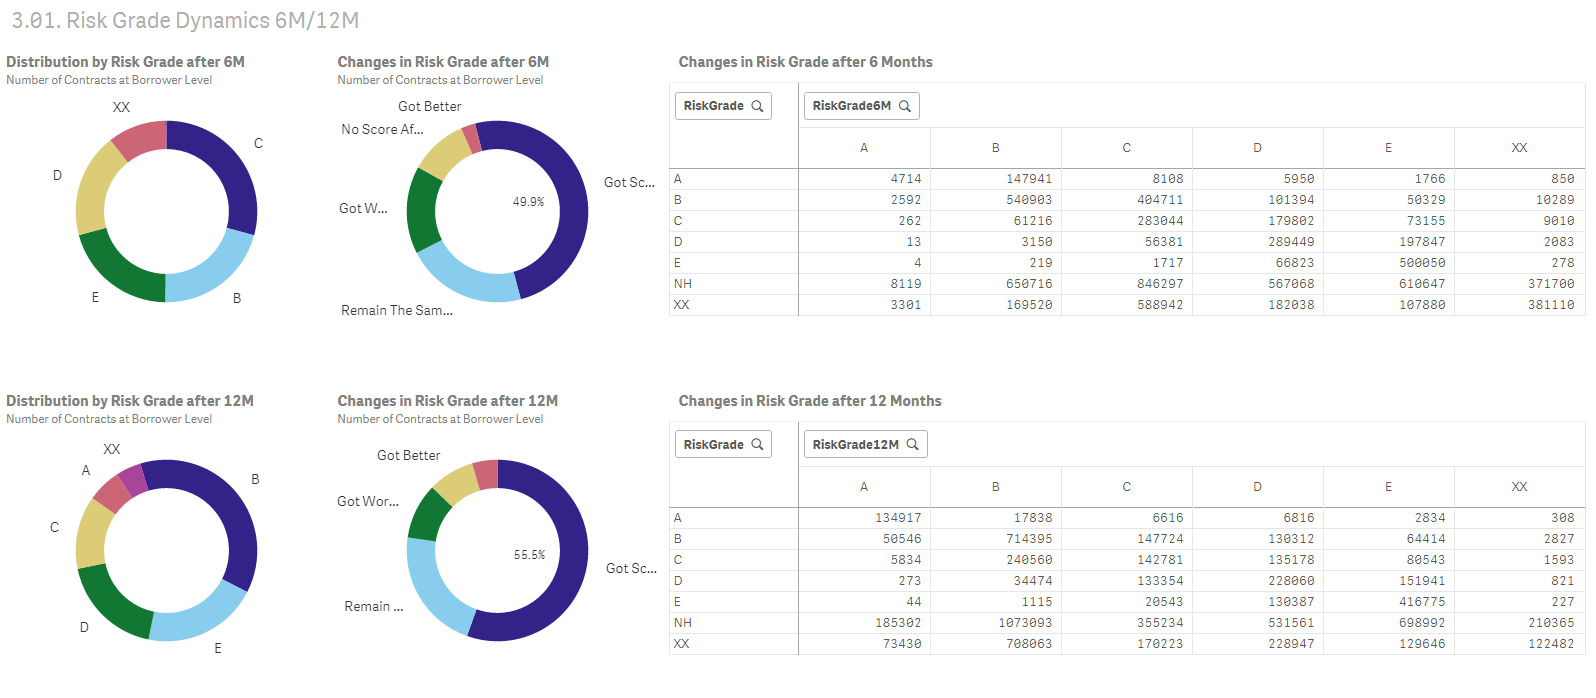 3.01. Risk Grade Dynamics 6M/12M
Distribution by Risk Grade after 6M
Number of Contracts at Borrower Level
XX
C
D
E
B
Changes in Risk Grade after 6M
Number of Contracts at Borrower Level
Got Better
No Score Af...
Got Sc...
49.9%
Got W...
Remain The Sam...
Changes in Risk Grade after 6 Months
RiskGrade RiskGrade6M
A B C D E XX
A 4714 147941 8108 5950 1766 850
B 2592 540903 404711 101394 50329 10289
C 262 61216 283044 179802 73155 9010
D 13 3150 56381 289449 197847 2083
E 4 219 1717 66823 500050 278
NH 8119 650716 846297 567068 610647 371700
XX 3301 169520 588942 182038 107880 381110
Distribution by Risk Grade after 12M
Number of Contracts at Borrower Level
XX
A
B
C
D
E
Changes in Risk Grade after 12M
Number of Contracts at Borrower Level
Got Better
Got Wor...
55.5%
Got Sc...
Remain ...
Changes in Risk Grade after 12 Months
RiskGrade RiskGrade12M
A B C D E XX
A 134917 17838 6616 6816 2834 308
B 50546 714395 147724 130312 64414 2827
C 5834 240560 142781 135178 80543 1593
D 273 34474 133354 228060 151941 821
E 44 1115 20543 130387 416775 227
NH 185302 1073093 355234 531561 698992 210365
XX 73430 708063 170223 228947 129646 122482